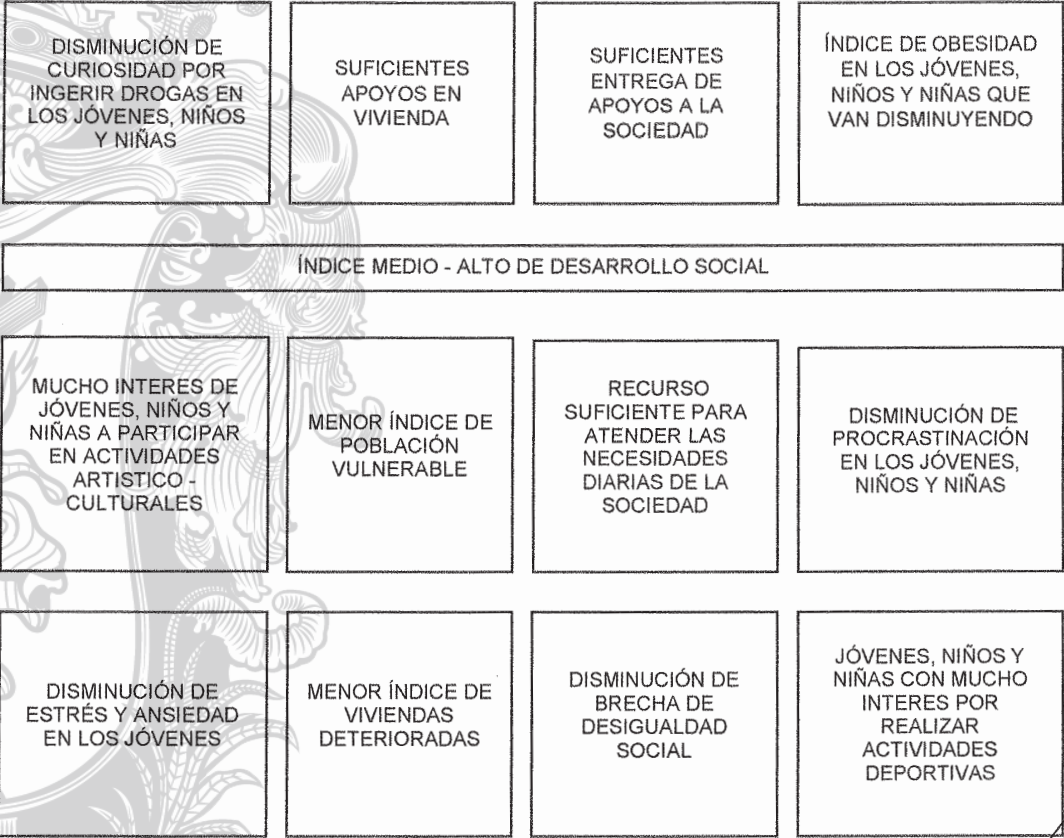 DISMINUCIÓN DE
CURIOSIDAD POR
INGERIR DROGAS EN
LOS JÓVENES, NIÑOS
Y NIÑAS
SUFICIENTES
APOYOS EN
VIVIENDA
SUFICIENTES
ENTREGA DE
APOYOS A LA
SOCIEDAD
ÍNDICE DE OBESIDAD
EN LOS JÓVENES,
NIÑOS Y NIÑAS QUE
VAN DISMINUYENDO
ÍNDICE MEDIO - ALTO DE DESARROLLO SOCIAL
MUCHO INTERES DE
JÓVENES, NIÑOS Y
NIÑAS A PARTICIPAR
EN ACTIVIDADES
ARTISTICO -
CULTURALES
MENOR ÍNDICE DE
POBLACIÓN
VULNERABLE
RECURSO
SUFICIENTE PARA
ATENDER LAS
NECESIDADES
DIARIAS DE LA
SOCIEDAD
DISMINUCIÓN DE
PROCRASTINACIÓN
EN LOS JÓVENES,
NIÑOS Y NIÑAS
DISMINUCIÓN DE
ESTRÉS Y ANSIEDAD
EN LOS JÓVENES
MENOR ÍNDICE DE
VIVIENDAS
DETERIORADAS
DISMINUCIÓN DE
BRECHA DE
DESIGUALDAD
SOCIAL
JÓVENES, NIÑOS Y
NIÑAS CON MUCHO
INTERES POR
REALIZAR
ACTIVIDADES
DEPORTIVAS